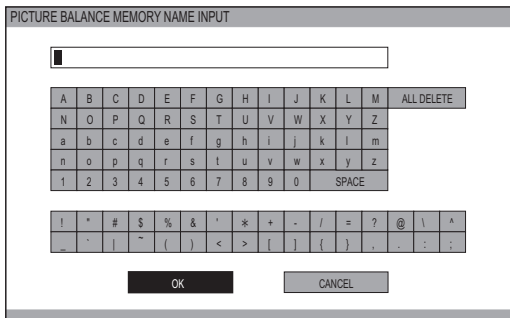 PICTURE BALANCE MEMORY NAME INPUT
A B C D E F G H I J K L M ALL DELETE
N O P Q R S T U V W X Y Z
a b c d e f g h i j k l m
n o p q r s t u v w x y z
1 2 3 4 5 6 7 8 9 0 SPACE
! " # $ % & ' * + - / = ? @ \ ^
_ ` | ~ ( ) < > [ ] { } , . : ;
OK CANCEL